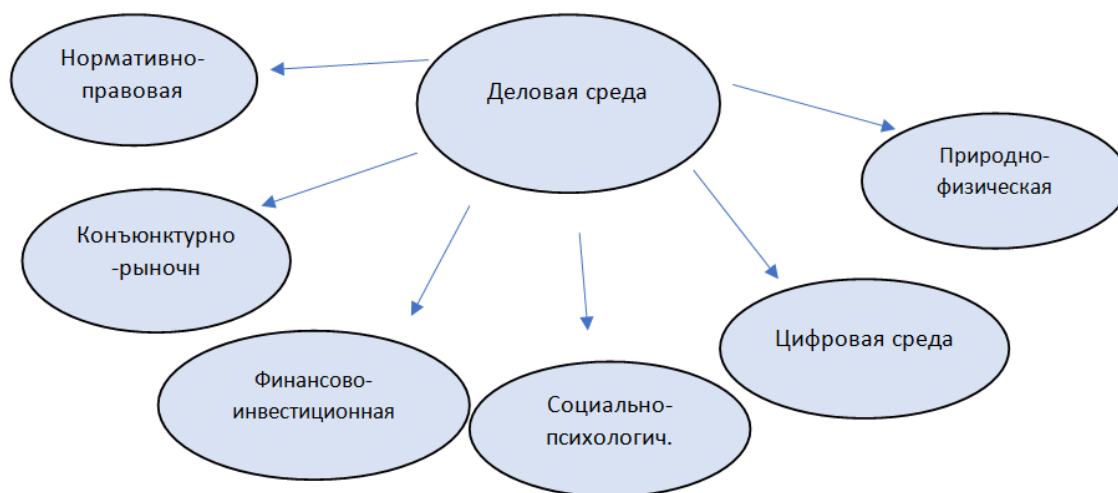 Нормативно-
правовая
Деловая среда
Природно-
физическая
Конъюнктурно
-рыночн
Цифровая среда
Финансово-
инвестиционная
Социально-
психологич.